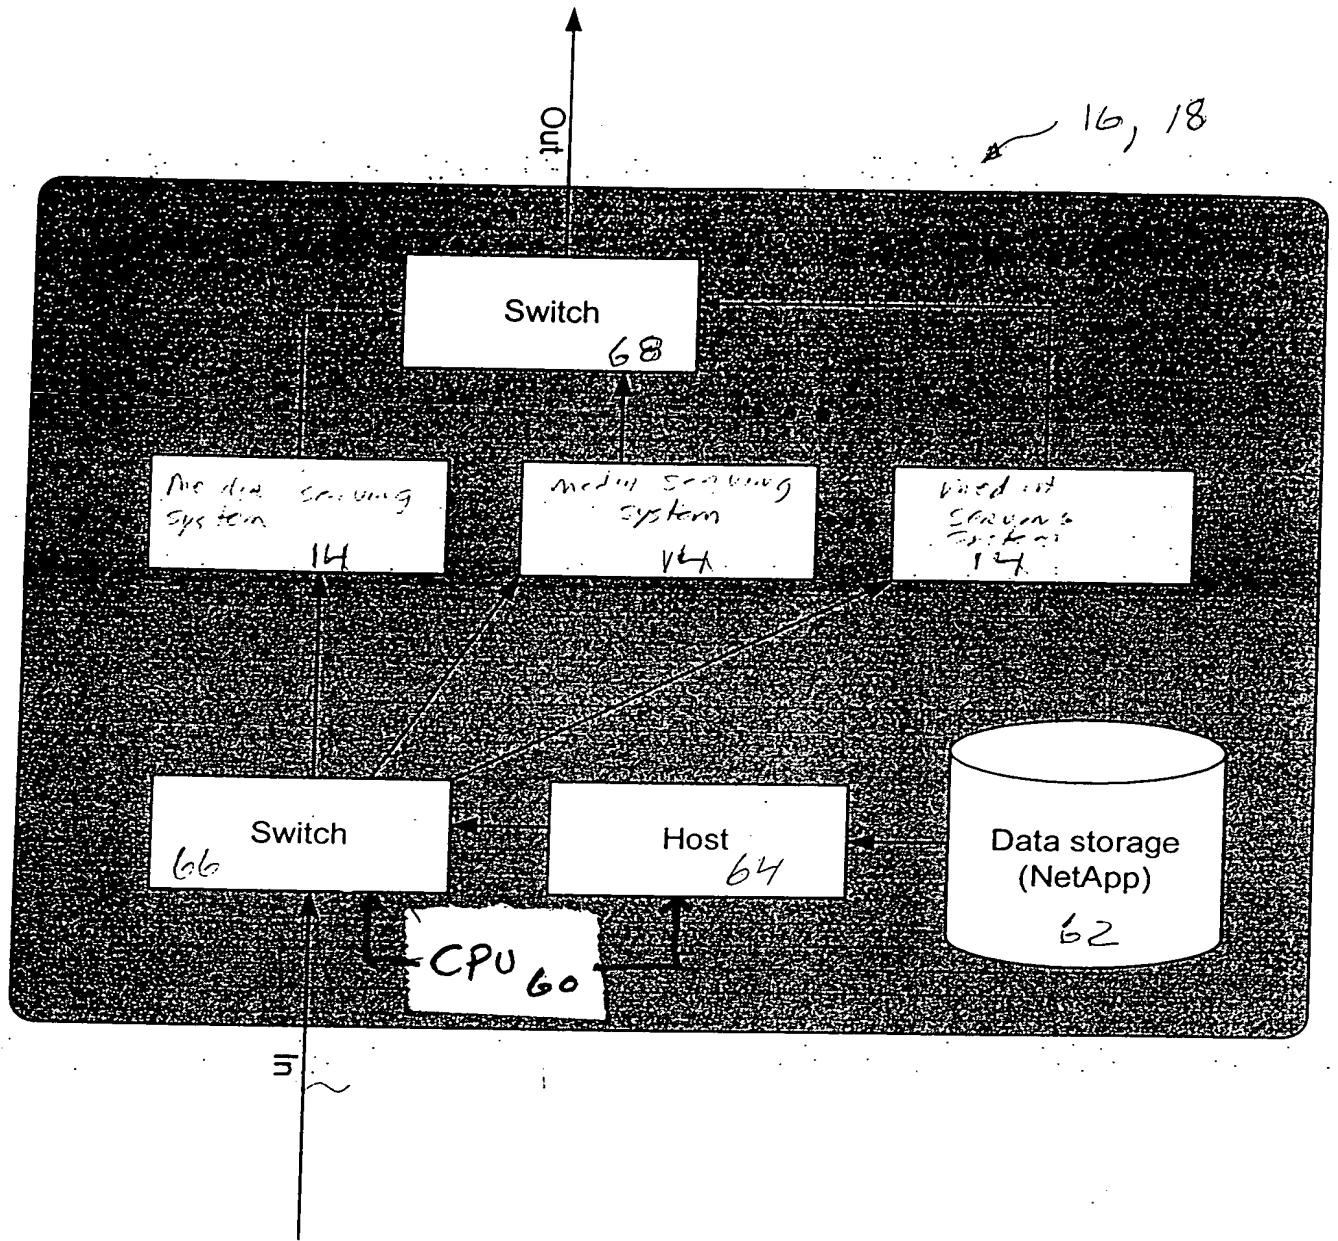 Out
16, 18
Switch
68
Media serving
system
14
media serving
system
14
serving
system
14
Switch
66
Host
64
Data storage
(NetApp)
62
CPU 60
In